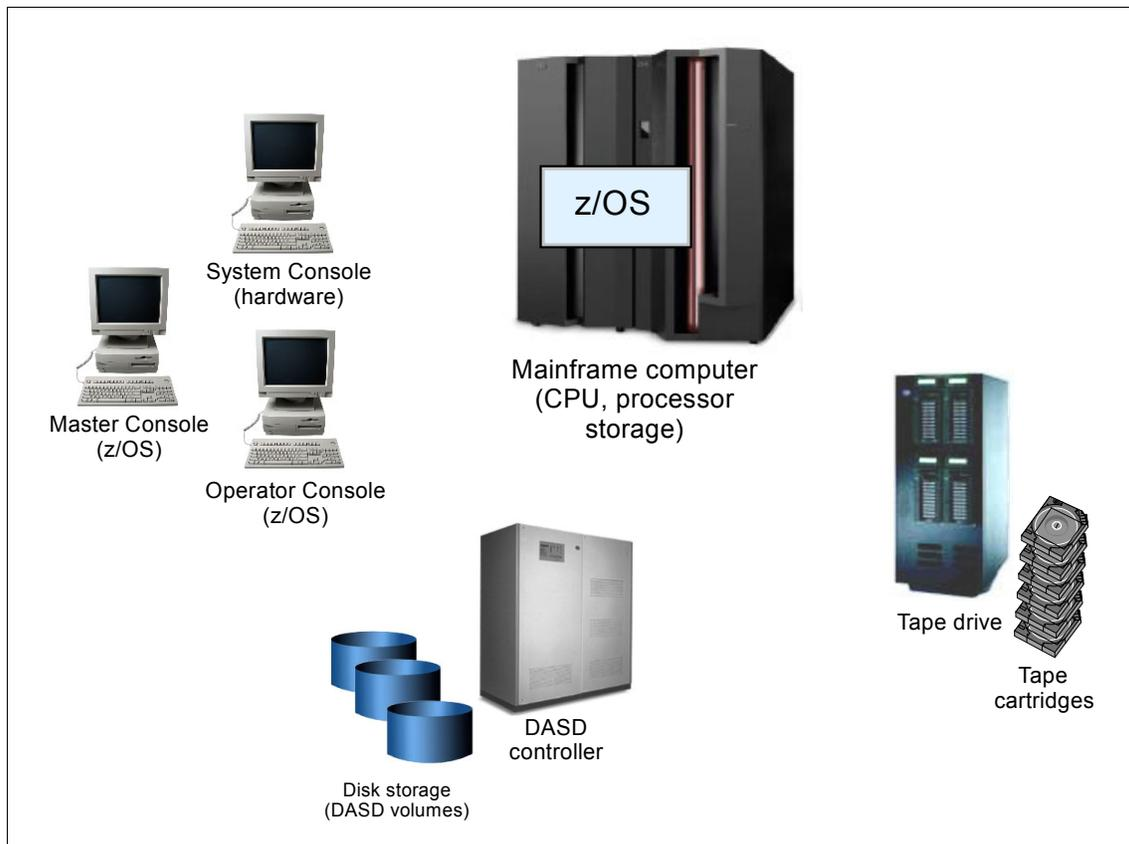 z/OS
System Console
(hardware)
Mainframe computer
(CPU, processor
storage)
Master Console
(z/OS)
Operator Console
(z/OS)
Tape drive
Tape
cartridges
DASD
controller
Disk storage
(DASD volumes)